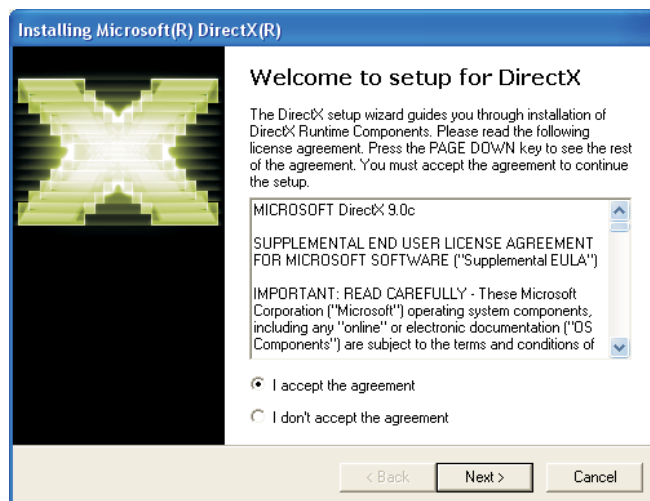 Installing Microsoft(R) DirectX(R)
Welcome to setup for DirectX
The DirectX setup wizard guides you through installation of
DirectX Runtime Components. Please read the following
license agreement. Press the PAGE DOWN key to see the rest
of the agreement. You must accept the agreement to continue
the setup.
MICROSOFT DirectX 9.0c
SUPPLEMENTAL END USER LICENSE AGREEMENT
FOR MICROSOFT SOFTWARE ("Supplemental EULA")
IMPORTANT: READ CAREFULLY - These Microsoft
Corporation ("Microsoft") operating system components,
including any "online" or electronic documentation ("OS
Components") are subject to the terms and conditions of
I accept the agreement
I don't accept the agreement
< Back Next > Cancel